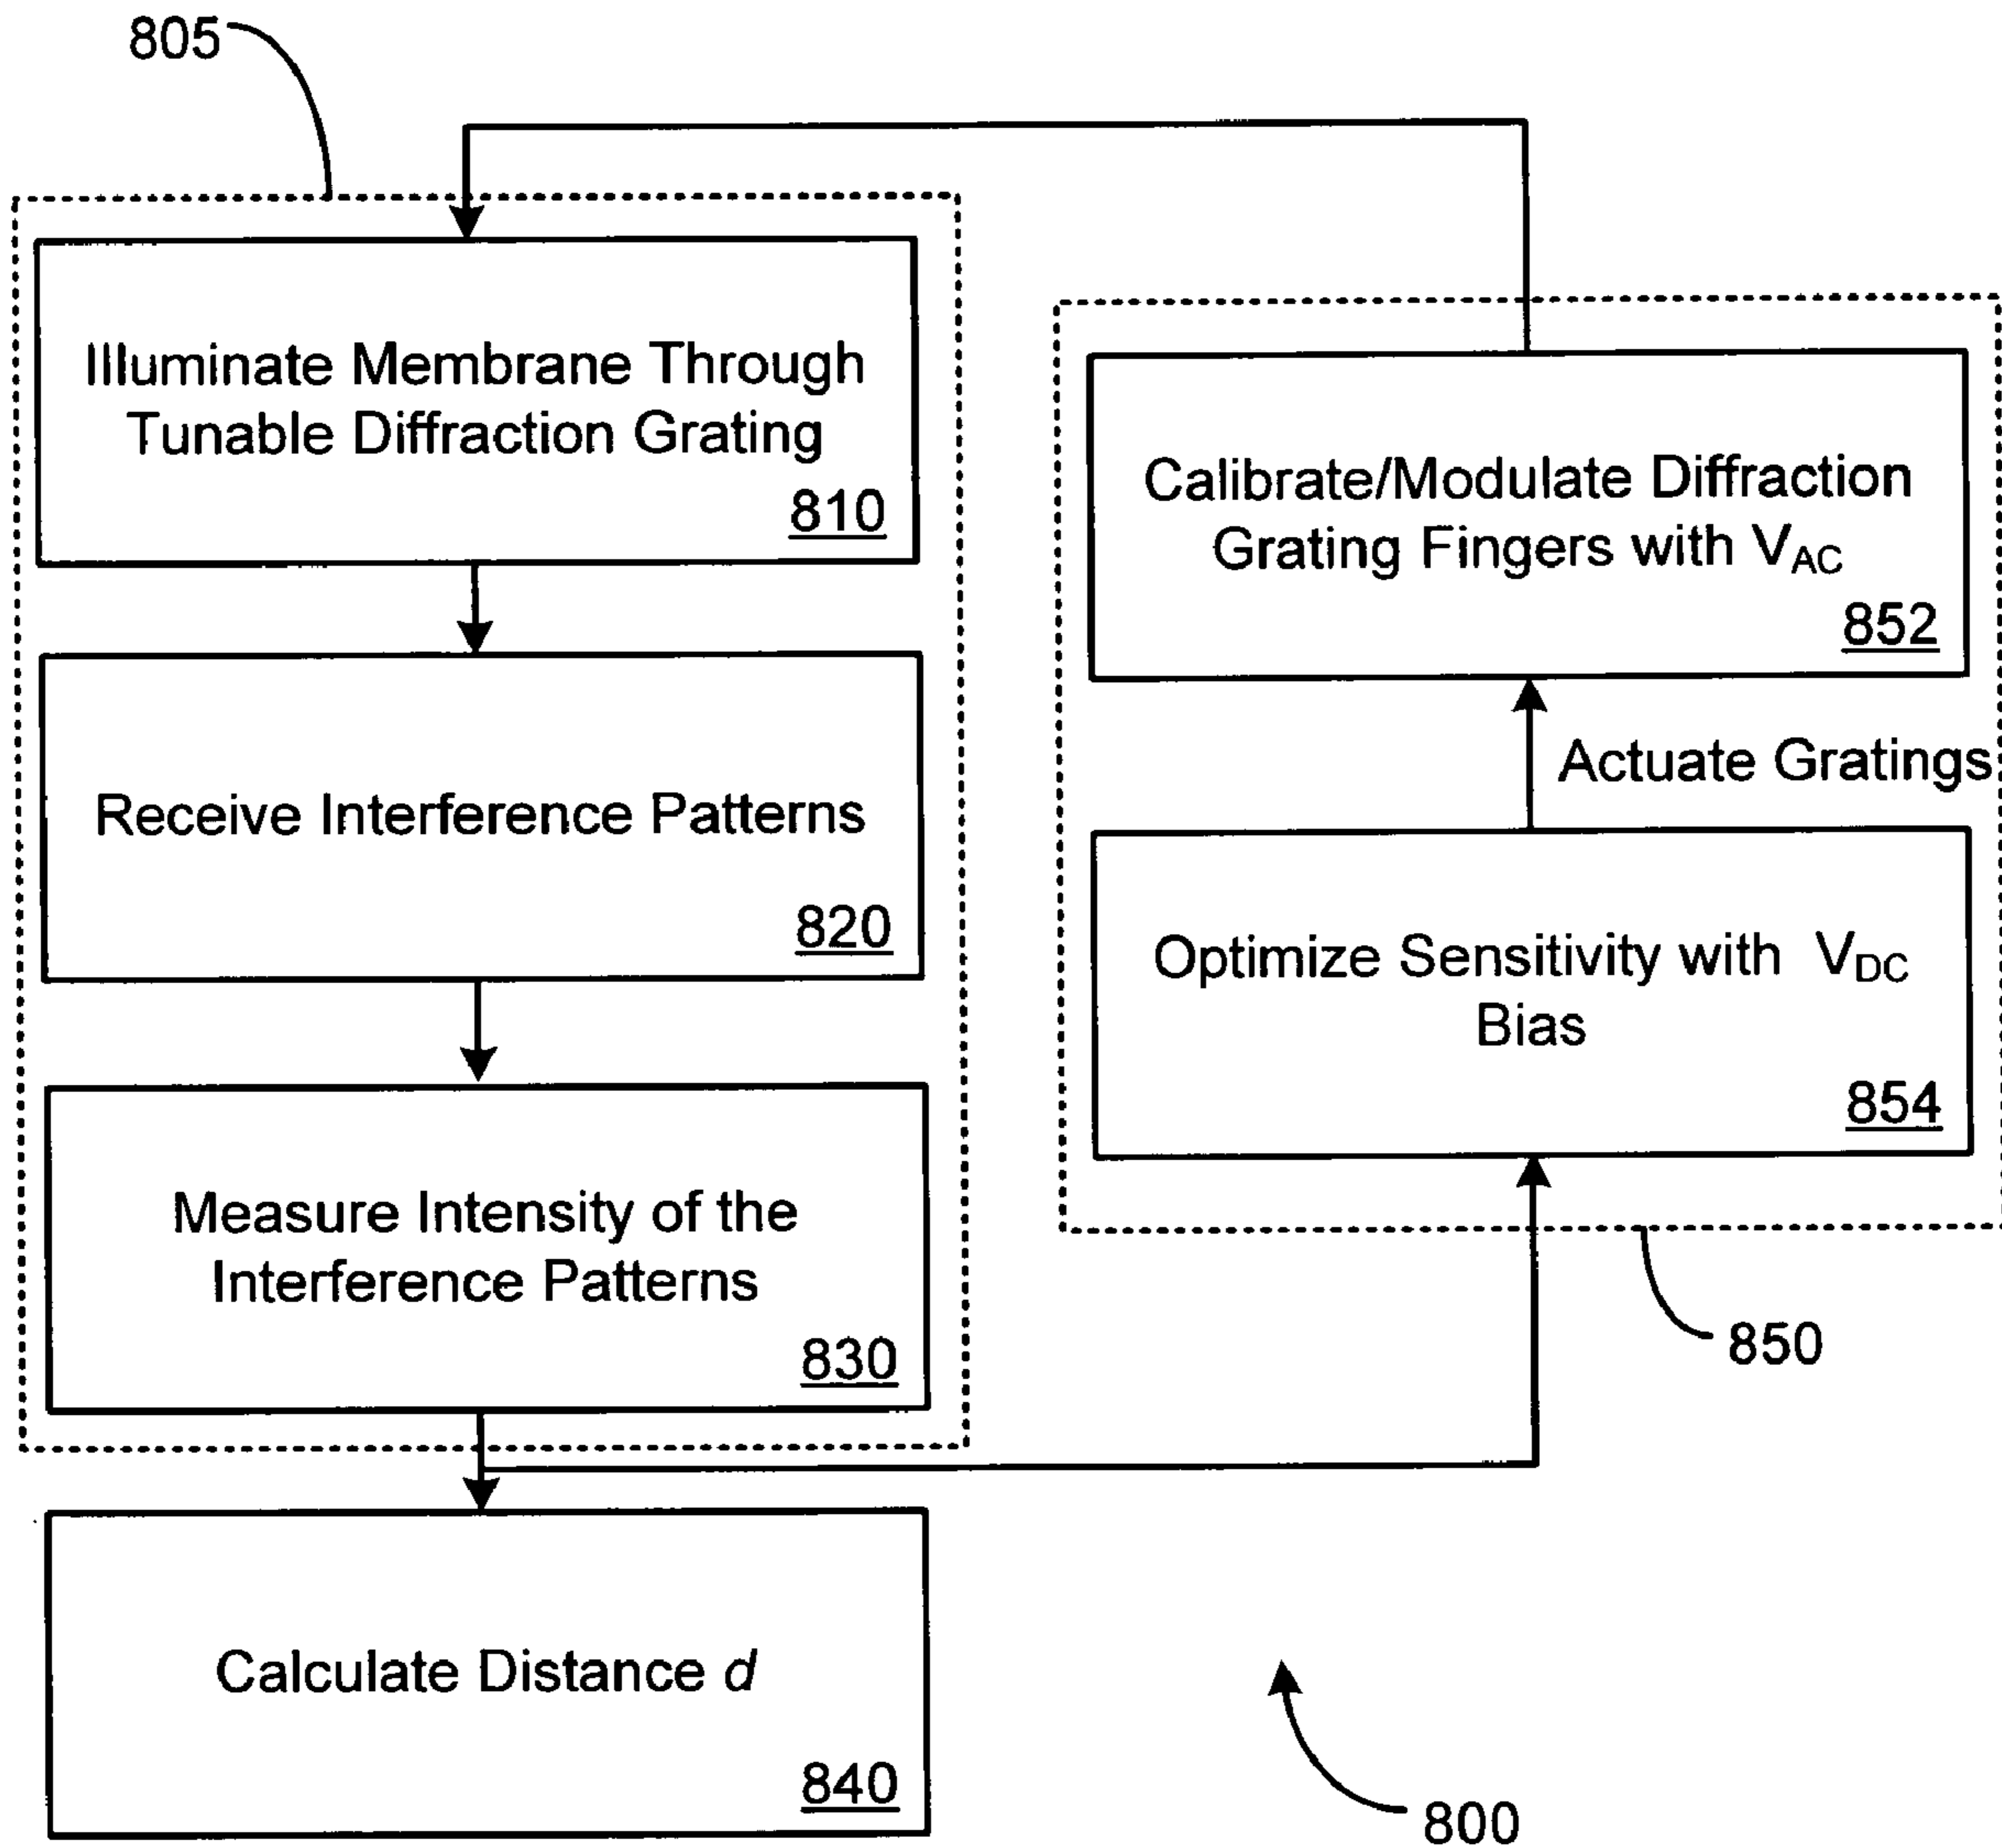 805
Illuminate Membrane Through
Tunable Diffraction Grating
810
Receive Interference Patterns
820
Measure Intensity of the
Interference Patterns
830
Calculate Distance d
840
Calibrate/Modulate Diffraction
Grating Fingers with VAC
852
Actuate Gratings
Optimize Sensitivity with VDC
Bias
854
850
800